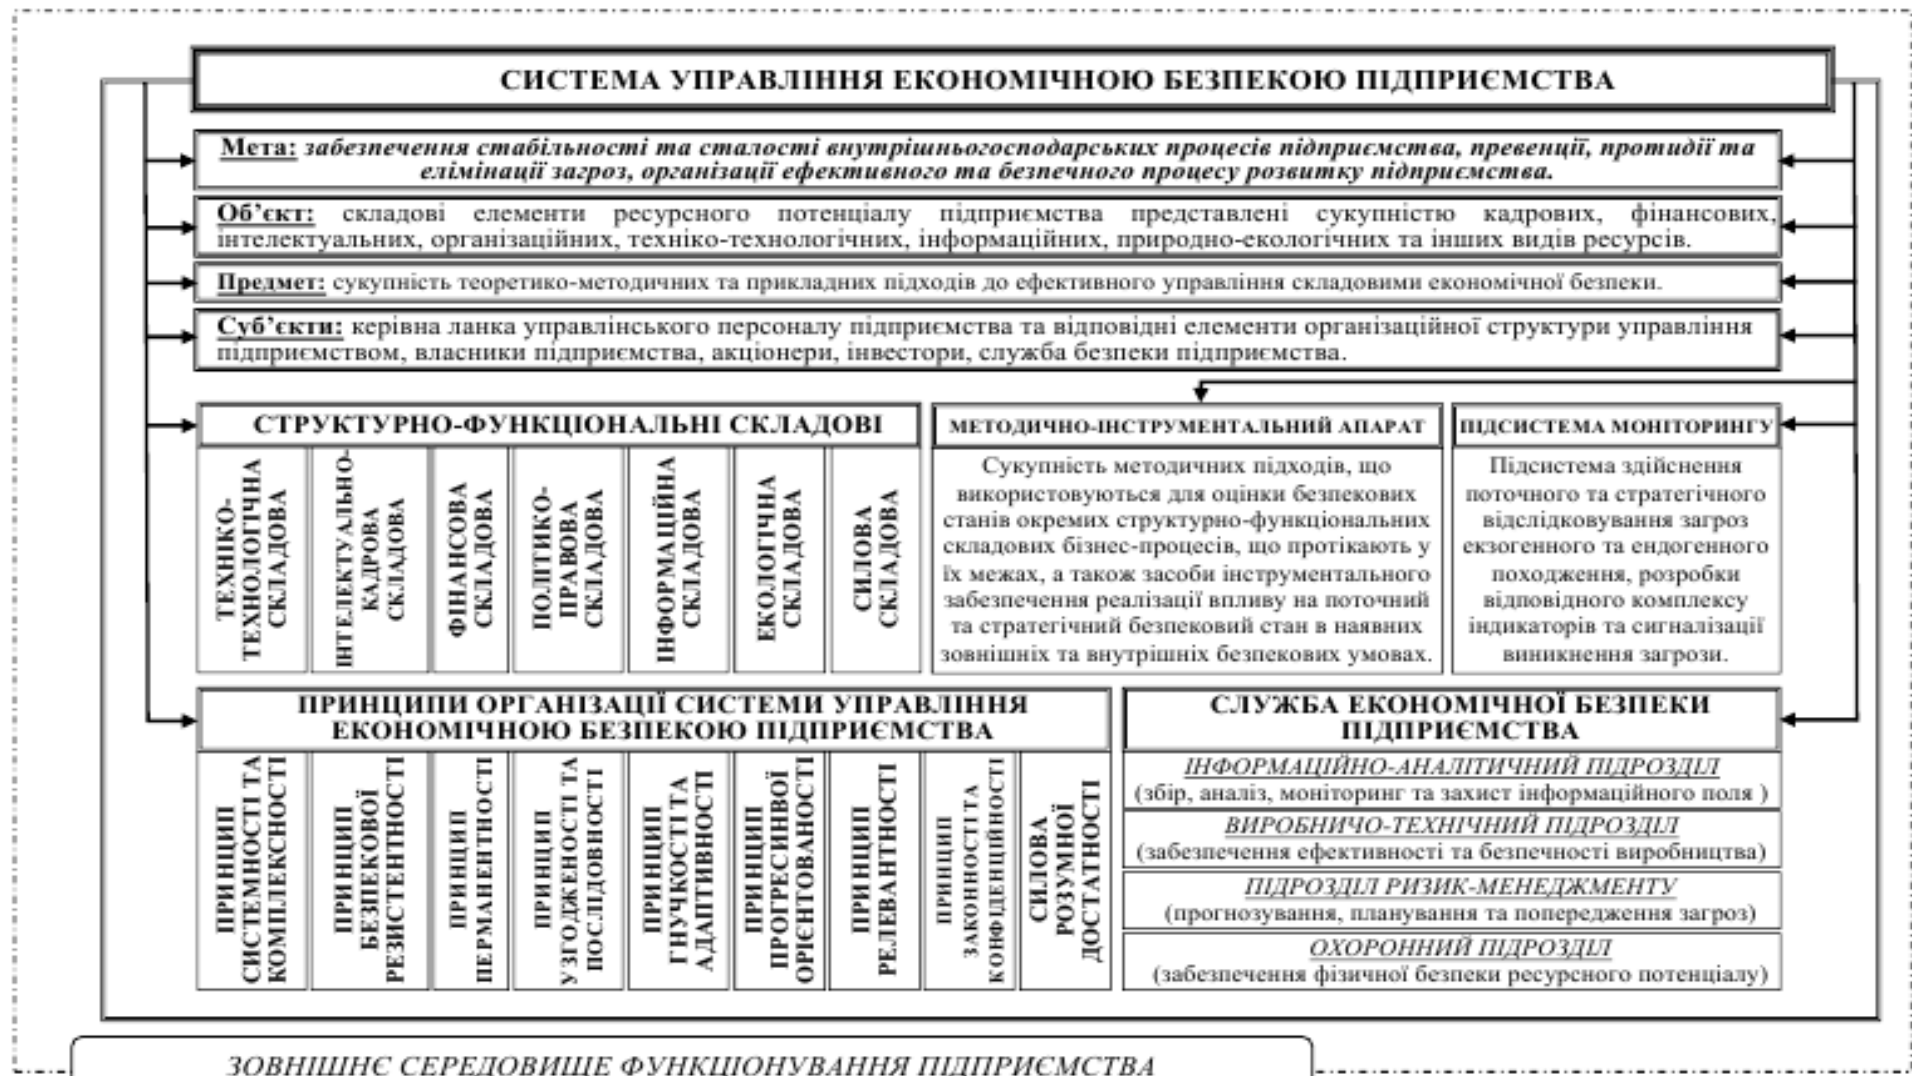 СИСТЕМА УПРАВЛІННЯ ЕКОНОМІЧНОЮ БЕЗПЕКОЮ ПІДПРИЄМСТВА
Мета: забезпечення стабільності та сталості внутрішньогосподарських процесів підприємства, превенції, протидії та
елімінації загроз, організації ефективного та безпечного процесу розвитку підприємства.
Об’єкт: складові елементи ресурсного потенціалу підприємства представлені сукупністю кадрових, фінансових,
інтелектуальних, організаційних, техніко-технологічних, інформаційних, природно-екологічних та інших видів ресурсів.
Предмет: сукупність теоретико-методичних та прикладних підходів до ефективного управління складовими економічної безпеки.
Суб’єкти: керівна ланка управлінського персоналу підприємства та відповідні елементи організаційної структури управління
підприємством, власники підприємства, акціонери, інвестори, служба безпеки підприємства.
СТРУКТУРНО-ФУНКЦІОНАЛЬНІ СКЛАДОВІ
ТЕХНІКО-
ТЕХНОЛОГІЧНА
СКЛАДОВА
ІНТЕЛЕКТУАЛЬНО-
КАДРОВА
СКЛАДОВА
ФІНАНСОВА
СКЛАДОВА
ПОЛІТИКО-
ПРАВОВА
СКЛАДОВА
ІНФОРМАЦІЙНА
СКЛАДОВА
ЕКОЛОГІЧНА
СКЛАДОВА
СИЛОВА
СКЛАДОВА
МЕТОДИЧНО-ІНСТРУМЕНТАЛЬНИЙ АПАРАТ
Сукупність методичних підходів, що
використовуються для оцінки безпекових
станів окремих структурно-функціональних
складових бізнес-процесів, що протікають у
їх межах, а також засоби інструментального
забезпечення реалізації впливу на поточний
та стратегічний безпековий стан в наявних
зовнішніх та внутрішніх безпекових умовах.
ПІДСИСТЕМА МОНІТОРИНГУ
Підсистема здійснення
поточного та стратегічного
відслідковування загроз
екзогенного та ендогенного
походження, розробки
відповідного комплексу
індикаторів та сигналізації
виникнення загрози.
ПРИНЦИПИ ОРГАНІЗАЦІЇ СИСТЕМИ УПРАВЛІННЯ
ЕКОНОМІЧНОЮ БЕЗПЕКОЮ ПІДПРИЄМСТВА
ПРИНЦИП
СИСТЕМНОСТІ ТА
КОМПЛЕКСНОСТІ
ПРИНЦИП
БЕЗПЕКОВОЇ
РЕЗИСТЕНТНОСТІ
ПРИНЦИП
ПЕРМАНЕНТНОСТІ
ПРИНЦИП
УЗГОДЖЕНОСТІ ТА
ПОСЛІДОВНОСТІ
ПРИНЦИП
ГНУЧКОСТІ ТА
АДАПТИВНОСТІ
ПРИНЦИП
ПРОГРЕСИНВОЇ
ОРІЄНТОВАНОСТІ
ПРИНЦИП
РЕЛЕВАНТНОСТІ
ПРИНЦИП
ЗАКОННОСТІ ТА
КОНФІДЕНЦІЙНОСТІ
СИЛОВА
РОЗУМНОЇ
ДОСТАТНОСТІ
СЛУЖБА ЕКОНОМІЧНОЇ БЕЗПЕКИ
ПІДПРИЄМСТВА
ІНФОРМАЦІЙНО-АНАЛІТИЧНИЙ ПІДРОЗДІЛ
(збір, аналіз, моніторинг та захист інформаційного поля )
ВИРОБНИЧО-ТЕХНІЧНИЙ ПІДРОЗДІЛ
(забезпечення ефективності та безпечності виробництва)
ПІДРОЗДІЛ РИЗИК-МЕНЕДЖМЕНТУ
(прогнозування, планування та попередження загроз)
ОХОРОННИЙ ПІДРОЗДІЛ
(забезпечення фізичної безпеки ресурсного потенціалу)
ЗОВНІШНЄ СЕРЕДОВИЩЕ ФУНКЦІОНУВАННЯ ПІДПРИЄМСТВА